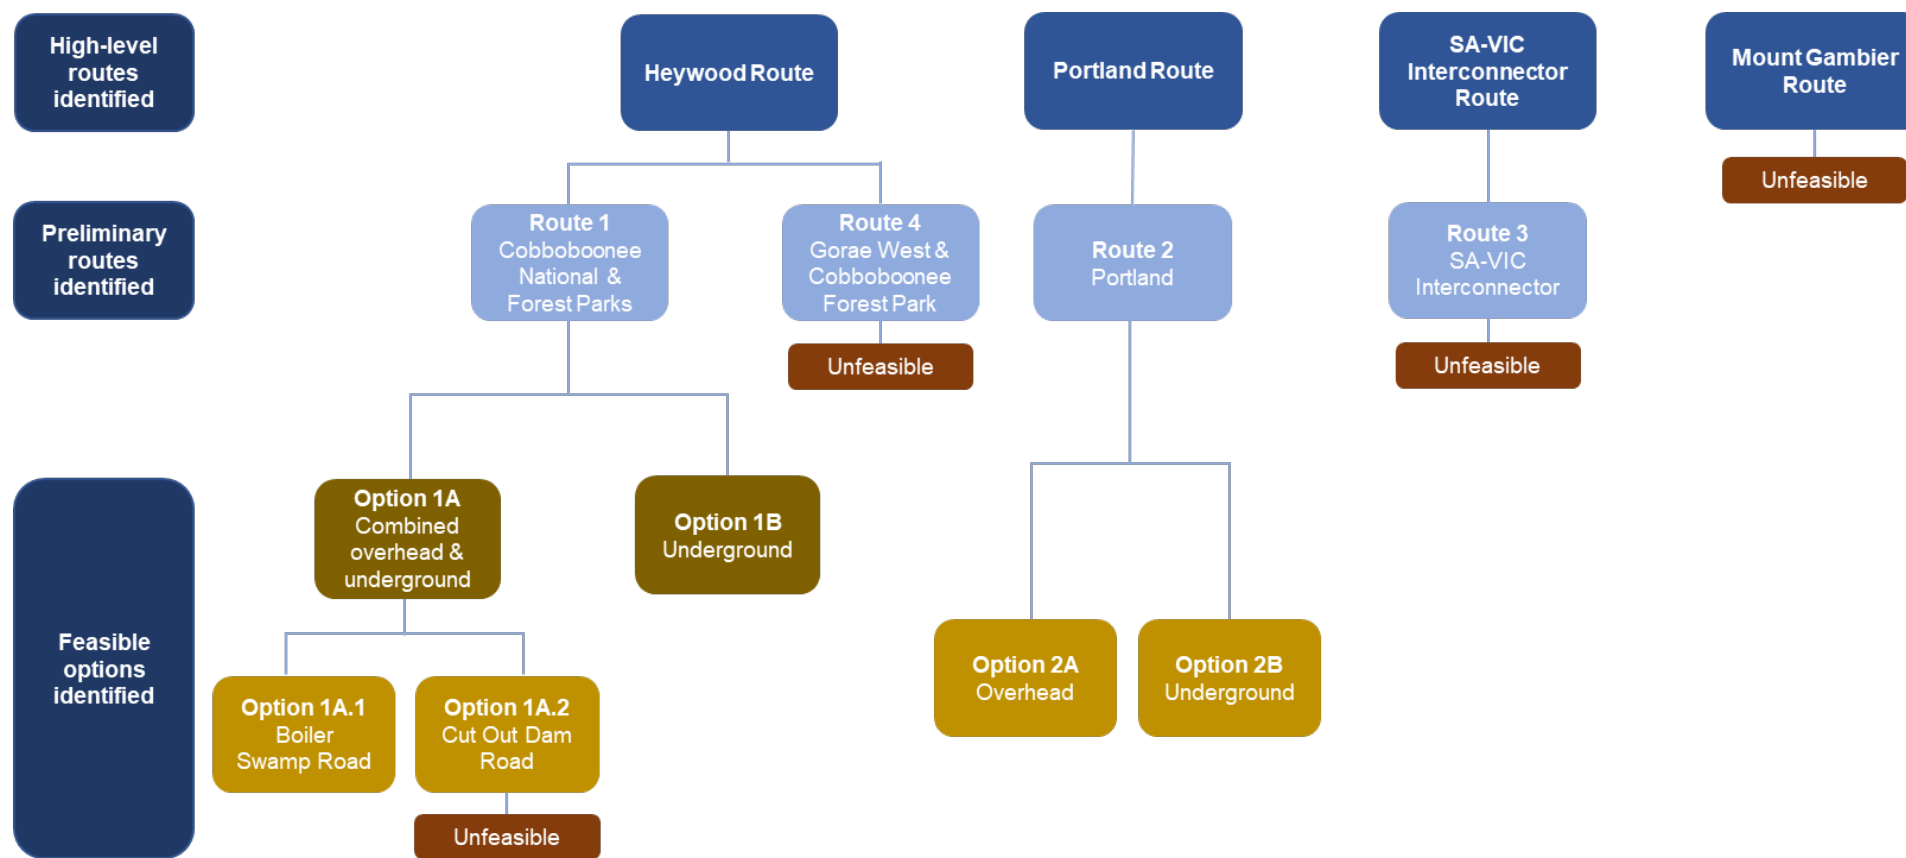 High-level
routes
identified
Heywood Route
Portland Route
SA-VIC
Interconnector
Route
Mount Gambier
Route
Unfeasible
Preliminary
routes
identified
Route 1
Cobboboonee
National &
Forest Parks
Route 4
Gorae West &
Cobboboonee
Forest Park
Route 2
Portland
Route 3
SA-VIC
Interconnector
Unfeasible
Unfeasible
Feasible
options
identified
Option 1A
Combined
overhead &
underground
Option 1B
Underground
Option 2A
Overhead
Option 2B
Underground
Option 1A.1
Boiler
Swamp Road
Option 1A.2
Cut Out Dam
Road
Unfeasible